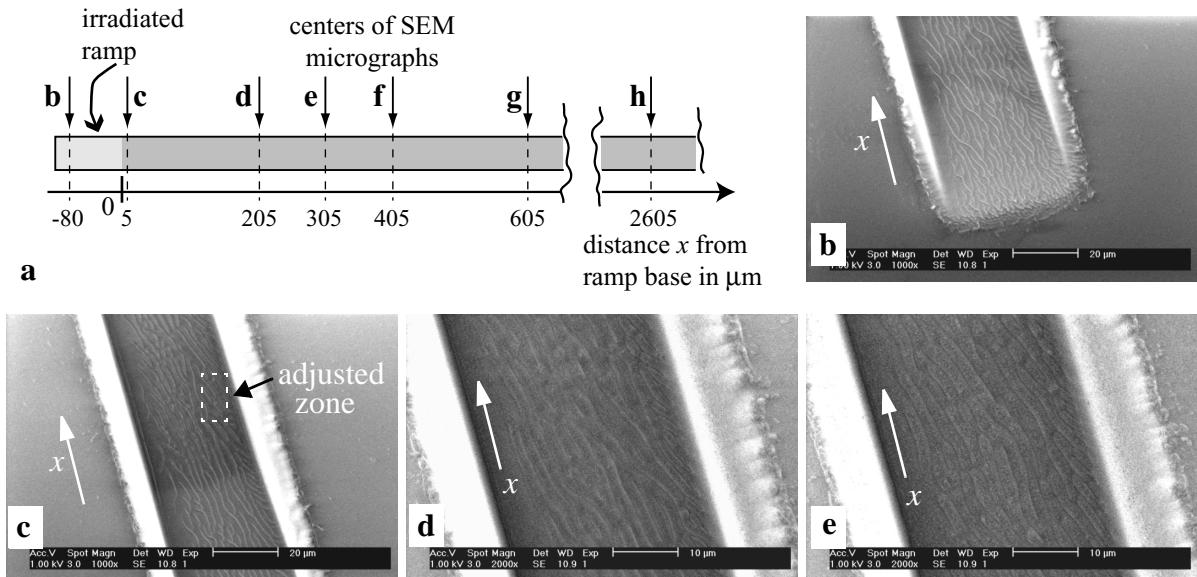 irradiated
ramp
centers of SEM
micrographs
b c d e f g h
0
-80 5 205 305 405 605 2605
distance x from
ramp base in µm
a
x
b
Acc.V Spot Magn Det WD Exp 20 µm
1.00 kV 3.0 1000x SE 10.8 1
adjusted
zone
x
c
Acc.V Spot Magn Det WD Exp 20 µm
1.00 kV 3.0 1000x SE 10.8 1
x
d
Acc.V Spot Magn Det WD Exp 10 µm
1.00 kV 3.0 2000x SE 10.9 1
x
e
Acc.V Spot Magn Det WD Exp 10 µm
1.00 kV 3.0 2000x SE 10.9 1